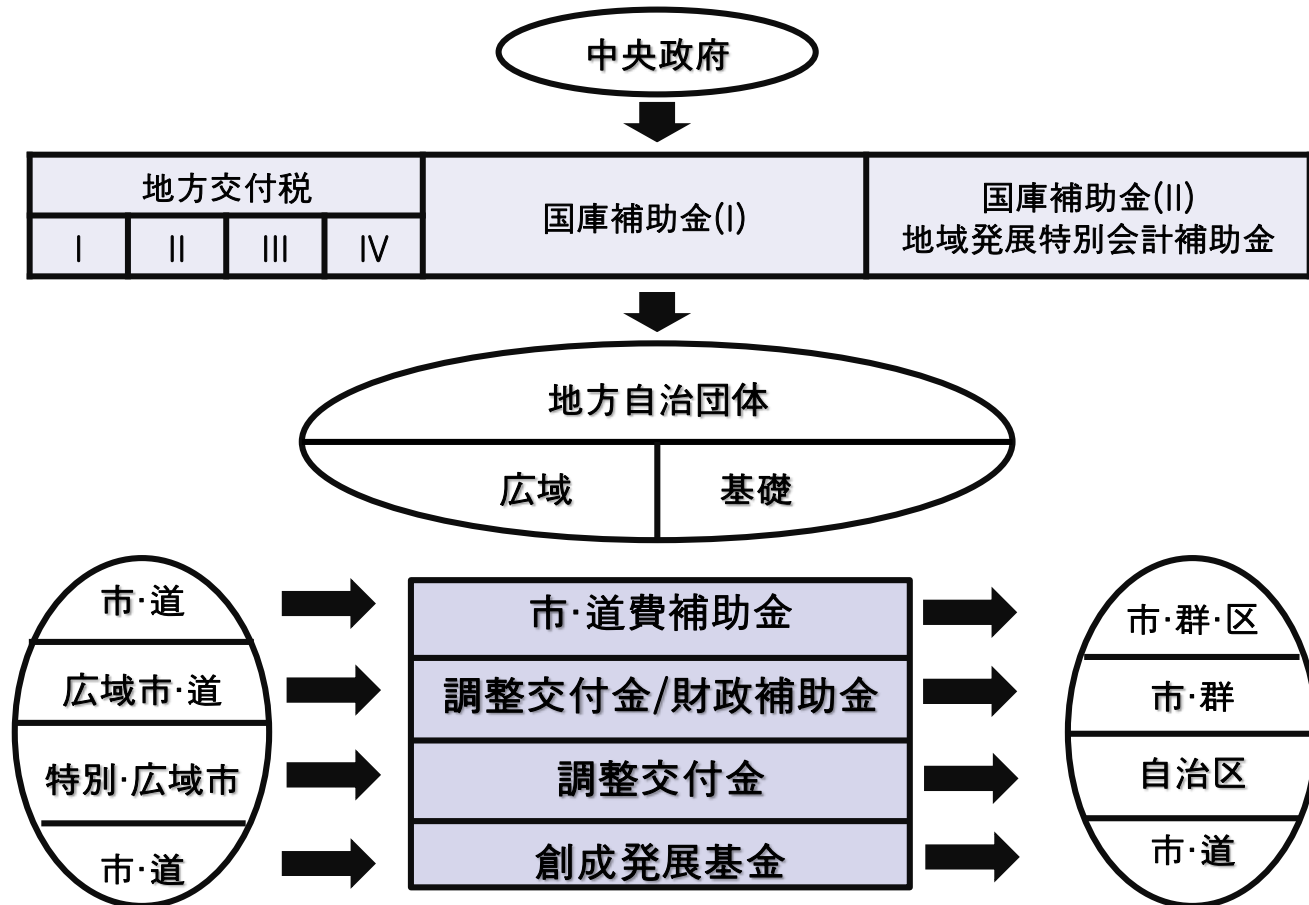 中央政府
地方交付税
I II III IV
国庫補助金(I)
国庫補助金(II)
地域発展特別会計補助金
地方自治団体
広域 基礎
市·道 市·道費補助金 市·群·区
広域市·道 調整交付金/財政補助金 市·群
特別·広域市 調整交付金 自治区
市·道 創成発展基金 市·道